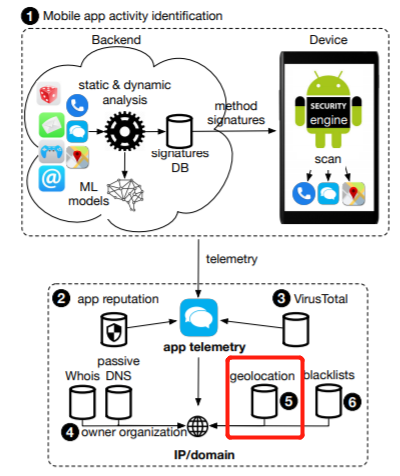 1 Mobile app activity identification
Backend
Device
static & dynamic
analysis
method
signatures
SECURITY
engine
signatures
DB
scan
ML
models
@
telemetry
2 app reputation
3 VirusTotal
app telemetry
passive
Whois DNS
geolocation
blacklists
5
6
4 owner organization
IP/domain